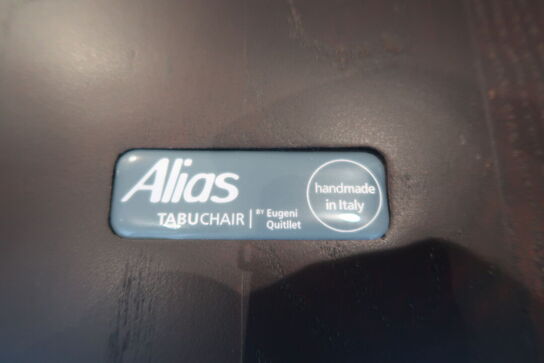 Alias
TABUCHAIR | BY Eugeni
Quitllet
handmade
in Italy